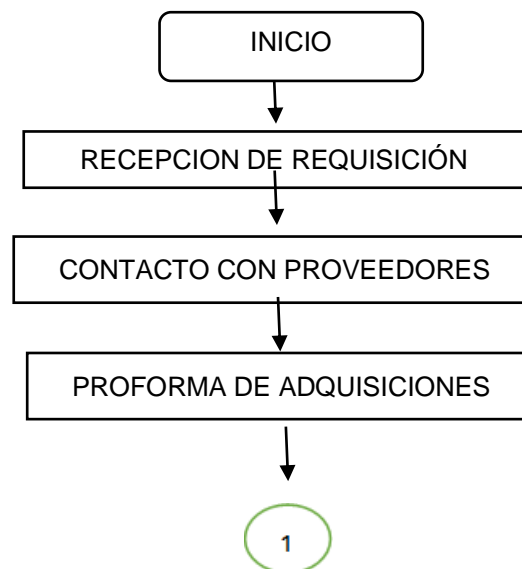 INICIO
RECEPCION DE REQUISICIÓN
CONTACTO CON PROVEEDORES
PROFORMA DE ADQUISICIONES
1